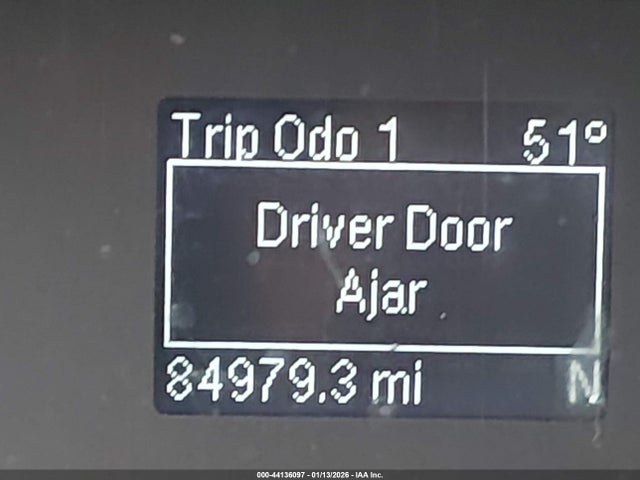 Trip Odo 1 51°
Driver Door
Ajar
84979.3 mi N
000-44136097 - 01/13/2026 - IAA Inc.